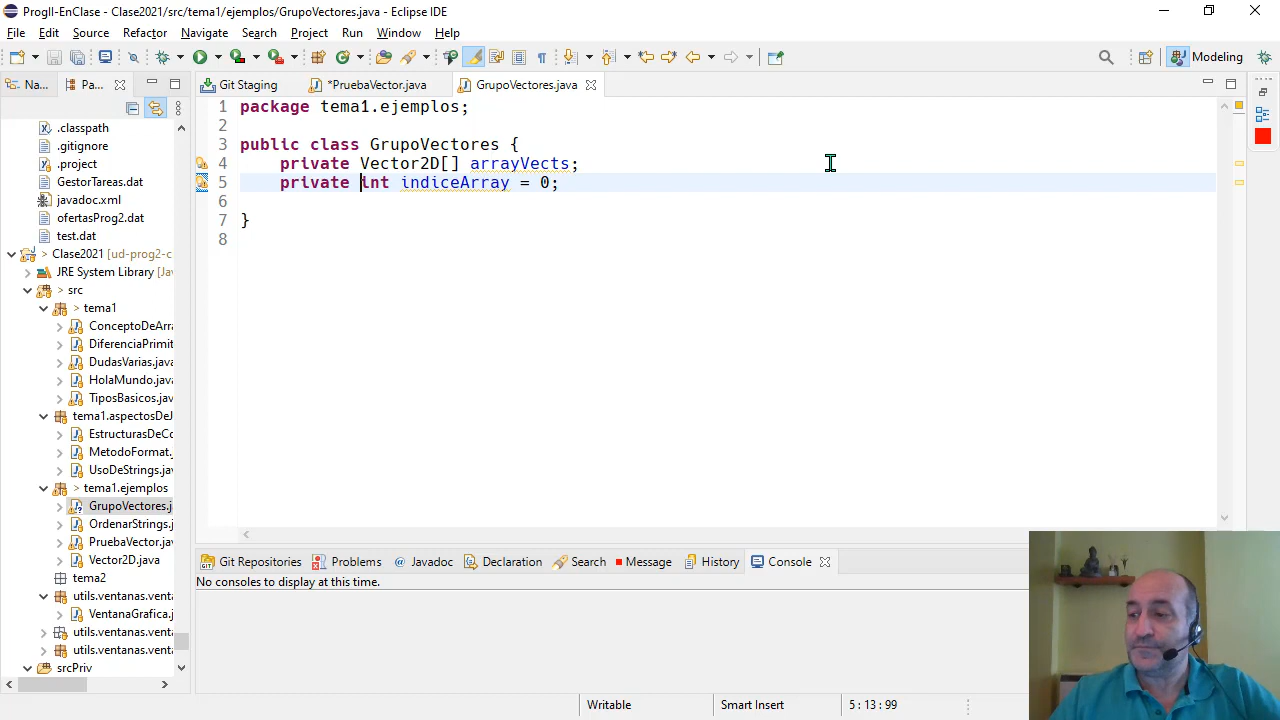 ProgII-EnClase - Clase2021/src/tema1/ejemplos/GrupoVectores.java - Eclipse IDE
File Edit Source Refactor Navigate Search Project Run Window Help
Modeling
Na... Pa... Git Staging *PruebaVector.java GrupoVectores.java
.classpath
.gitignore
.project
GestorTareas.dat
javadoc.xml
ofertasProg2.dat
test.dat
> Clase2021 [ud-prog2-c
JRE System Library [Java
src
> tema1
ConceptoDeArra
DiferenciaPrimit
DudasVarias.java
HolaMundo.java
TiposBasicos.java
tema1.aspectosDeJ
EstructurasDeCo
MetodoFormat.j
UsoDeStrings.ja
> tema1.ejemplos
GrupoVectores.j
OrdenarStrings.j
PruebaVector.ja
Vector2D.java
tema2
utils.ventanas.venta
VentanaGrafica.j
utils.ventanas.vent
utils.ventanas.vent
srcPriv
1 package tema1.ejemplos;
2
3 public class GrupoVectores {
4 private Vector2D[] arrayVects;
5 private int indiceArray = 0;
6
7 }
8
Git Repositories Problems @ Javadoc Declaration Search Message History Console
No consoles to display at this time.
Writable Smart Insert 5 : 13 : 99